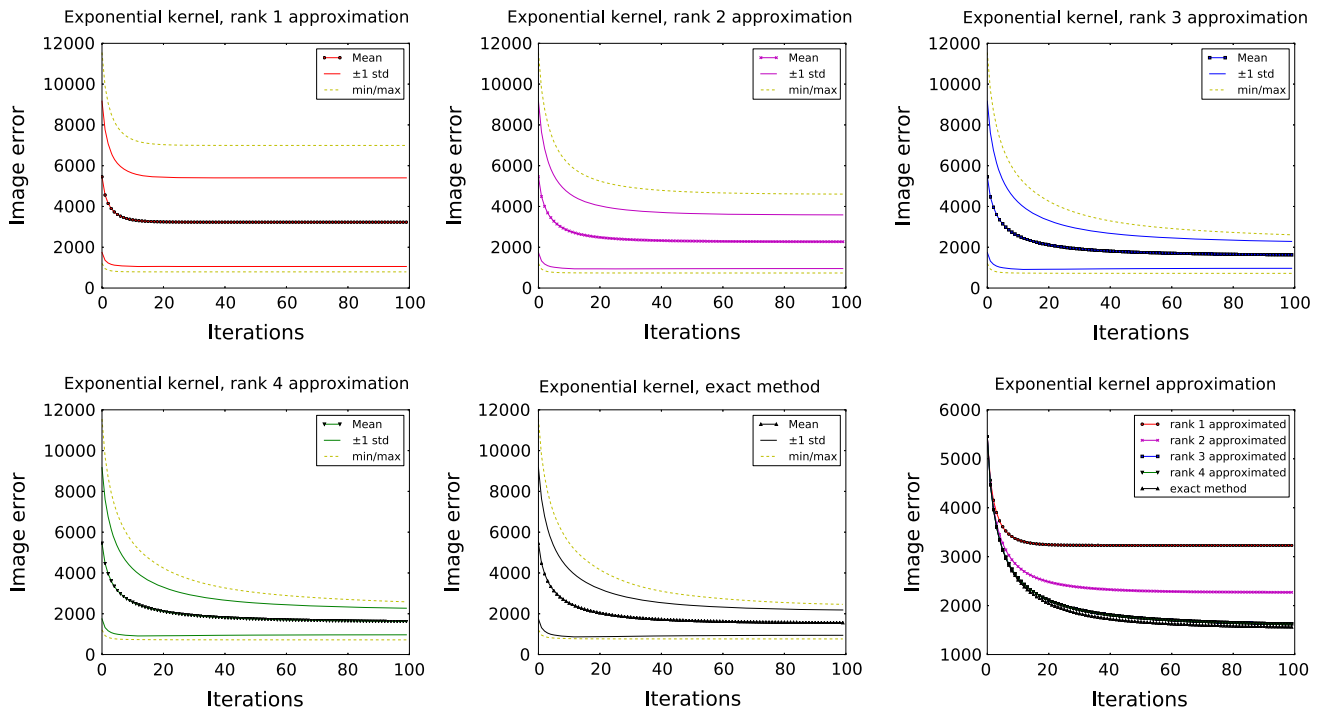 Exponential kernel, rank 1 approximation
12000
10000
8000
6000
4000
2000
0
Image error
Mean
±1 std
min/max
0 20 40 60 80 100
Iterations
Exponential kernel, rank 2 approximation
12000
10000
8000
6000
4000
2000
0
Image error
Mean
±1 std
min/max
0 20 40 60 80 100
Iterations
Exponential kernel, rank 3 approximation
12000
10000
8000
6000
4000
2000
0
Image error
Mean
±1 std
min/max
0 20 40 60 80 100
Iterations
Exponential kernel, rank 4 approximation
12000
10000
8000
6000
4000
2000
0
Image error
Mean
±1 std
min/max
0 20 40 60 80 100
Iterations
Exponential kernel, exact method
12000
10000
8000
6000
4000
2000
0
Image error
Mean
±1 std
min/max
0 20 40 60 80 100
Iterations
Exponential kernel approximation
6000
5000
4000
3000
2000
1000
Image error
rank 1 approximated
rank 2 approximated
rank 3 approximated
rank 4 approximated
exact method
0 20 40 60 80 100
Iterations